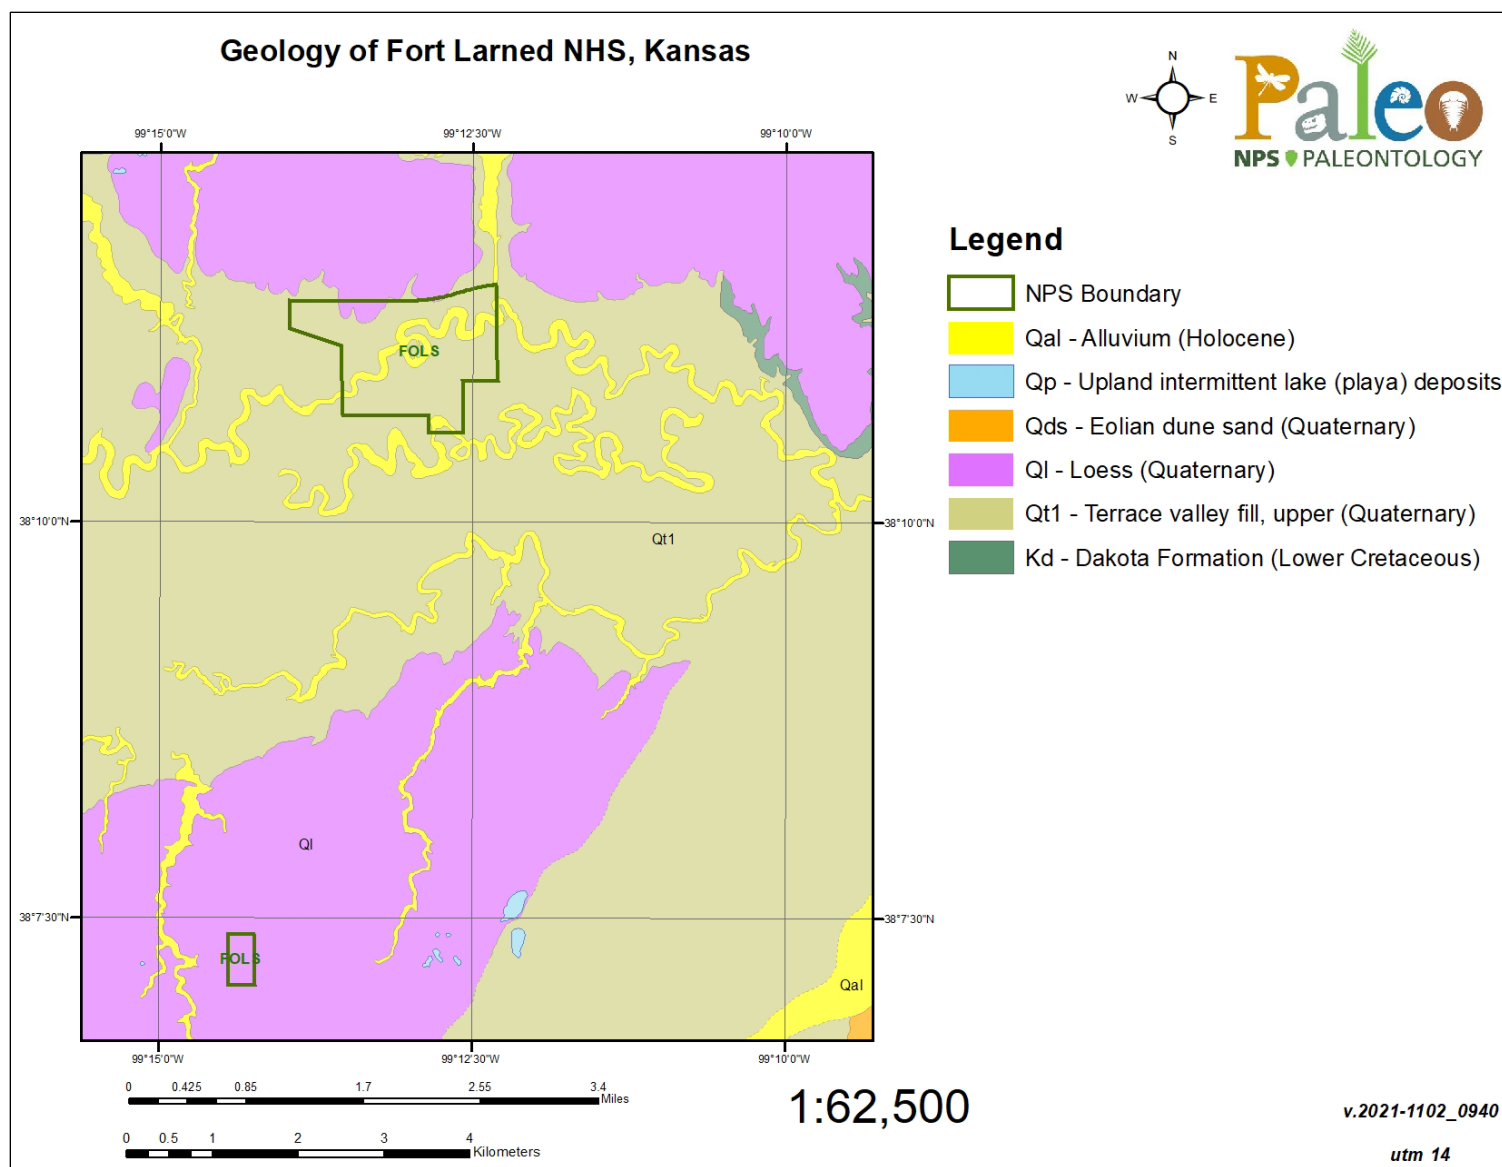 Geology of Fort Larned NHS, Kansas
N
W E
S
Paleo
NPS PALEONTOLOGY
99°15'0"W 99°12'30"W 99°10'0"W
Legend
NPS Boundary
Qal - Alluvium (Holocene)
Qp - Upland intermittent lake (playa) deposits
Qds - Eolian dune sand (Quaternary)
Ql - Loess (Quaternary)
Qt1 - Terrace valley fill, upper (Quaternary)
Kd - Dakota Formation (Lower Cretaceous)
FOLS
38°10'0"N 38°10'0"N
Qt1
Ql
38°7'30"N 38°7'30"N
FOLS
Qal
99°15'0"W 99°12'30"W 99°10'0"W
0 0.425 0.85 1.7 2.55 3.4
Miles
0 0.5 1 2 3 4
Kilometers
1:62,500
v.2021-1102_0940
utm 14